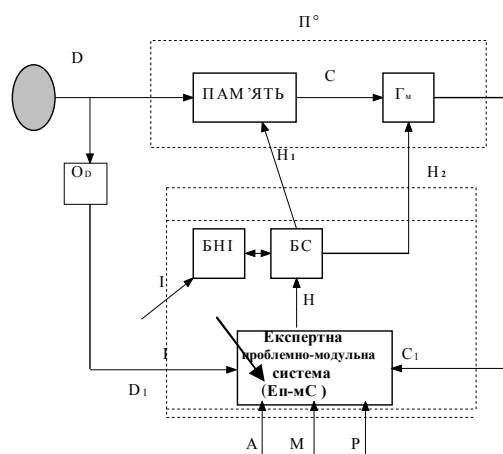 П°
D
C
ПАМ'ЯТЬ
Гм
H1
H2
OD
БНІ
БС
I
H
I
Експертна
проблемно-модульна
система
(Еп-мС)
C1
D1
A
M
P